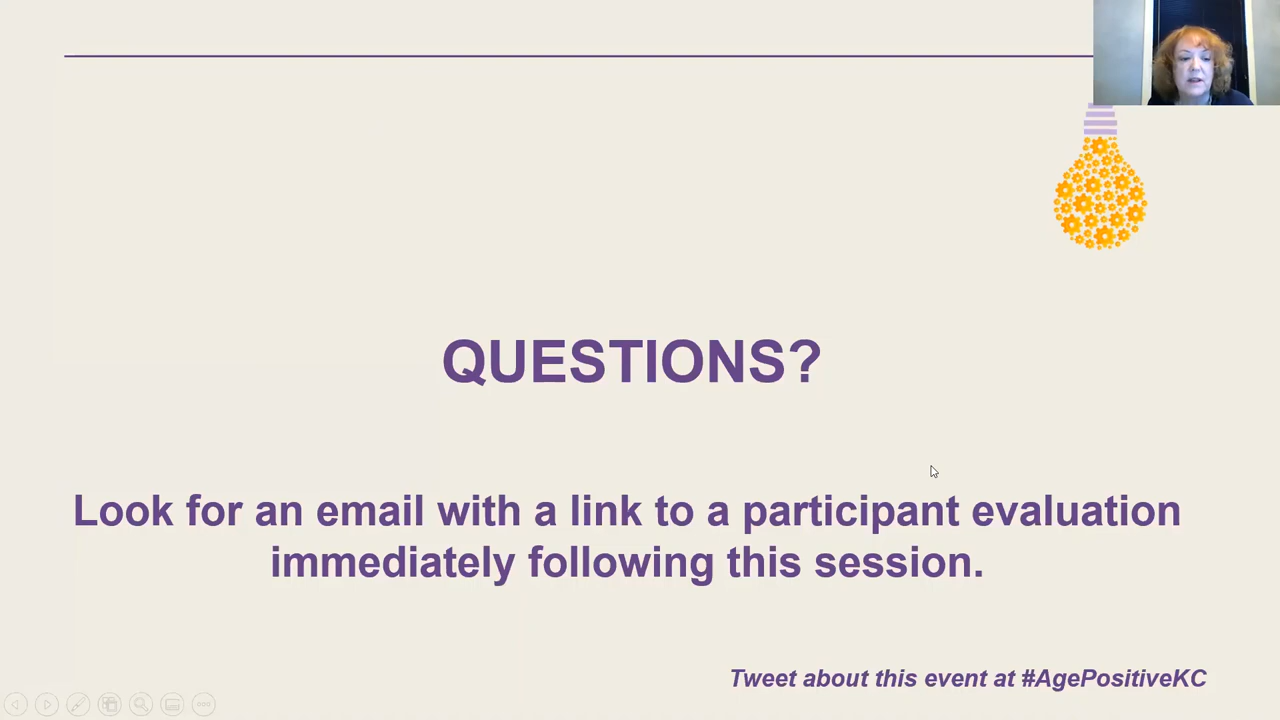 QUESTIONS?
Look for an email with a link to a participant evaluation
immediately following this session.
Tweet about this event at #AgePositiveKC